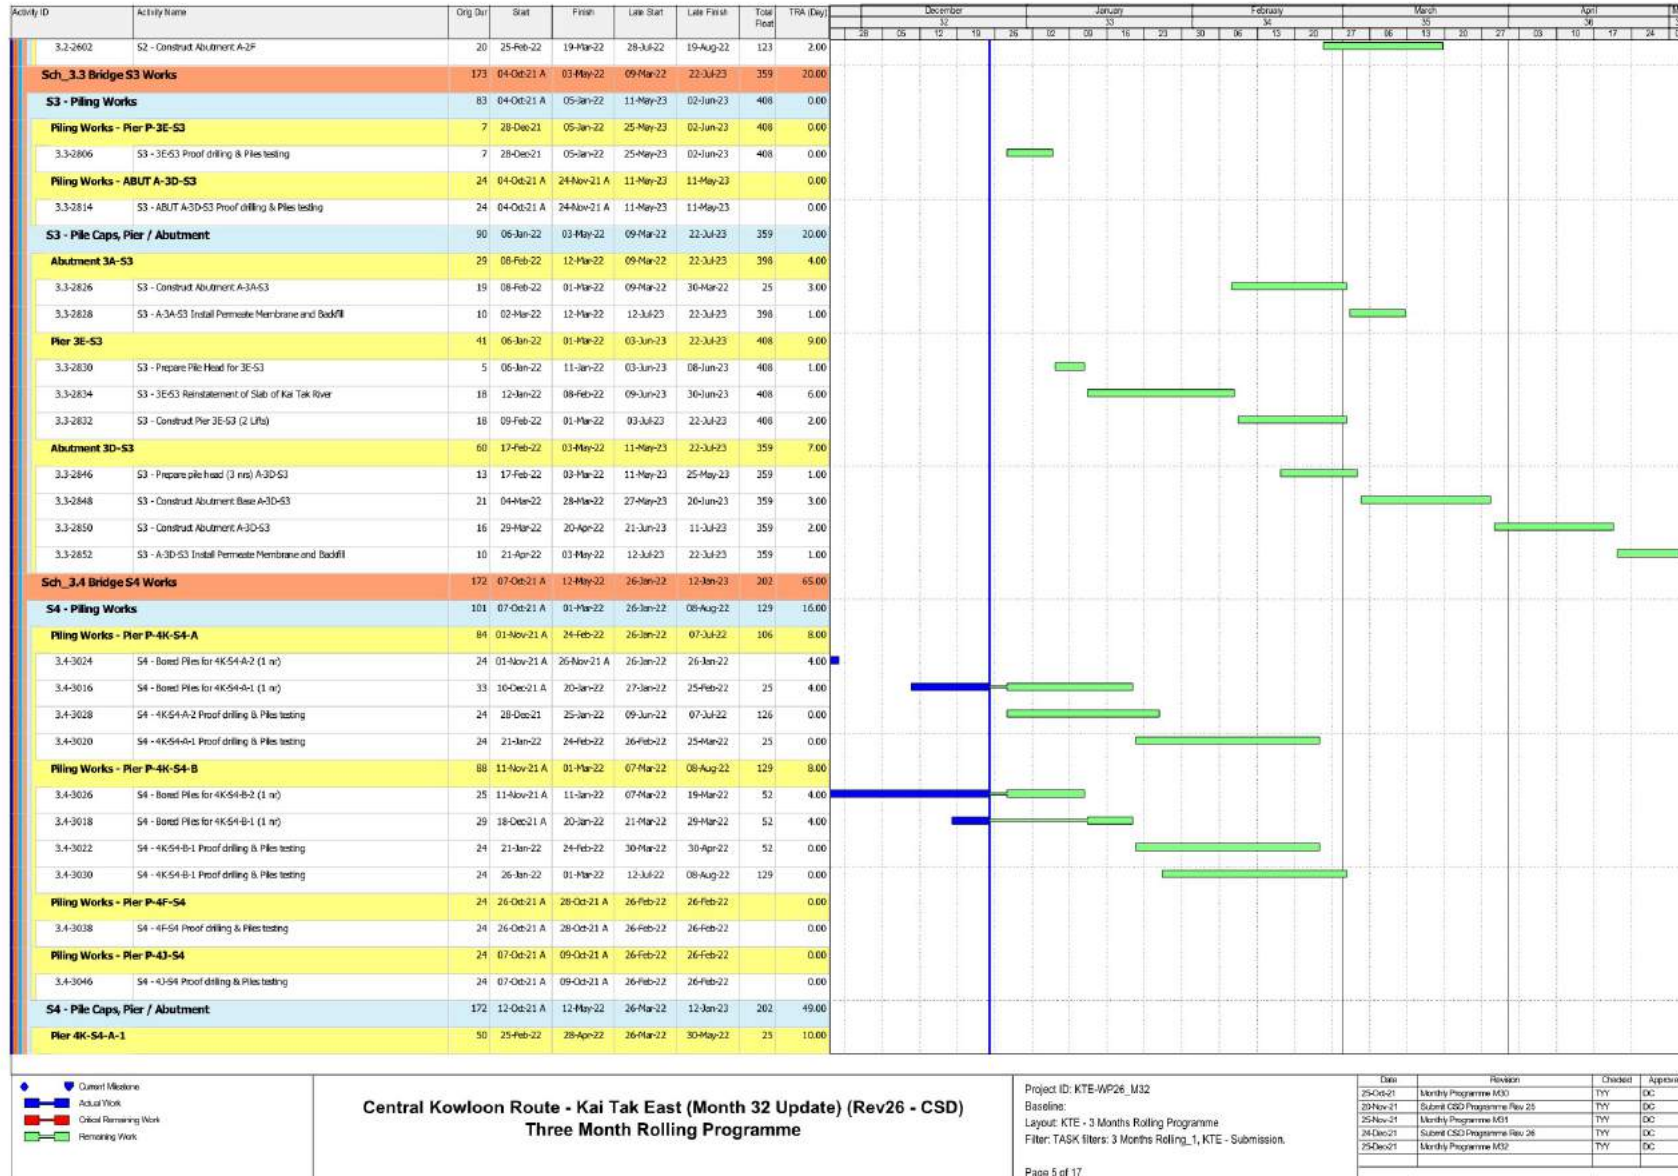 Activity ID Activity Name Orig Dur Start Finish Late Start Late Finish Total Float TRA (Day) December January February March April
32 33 34 35 36
28 05 12 19 26 02 09 16 23 30 06 13 20 27 06 13 20 27 03 10 17 24
3.2-2602 S2 - Construct Abutment A-2F 20 25-Feb-22 19-Mar-22 28-Jul-22 19-Aug-22 123 2.00
Sch_3.3 Bridge S3 Works 173 04-Oct-21 A 03-May-22 09-Mar-22 22-Jul-23 359 20.00
S3 - Piling Works 83 04-Oct-21 A 05-Jan-22 11-May-23 02-Jun-23 408 0.00
Piling Works - Pier P-3E-S3 7 28-Dec-21 05-Jan-22 25-May-23 02-Jun-23 408 0.00
3.3-2806 S3 - 3E-S3 Proof drilling & Piles testing 7 28-Dec-21 05-Jan-22 25-May-23 02-Jun-23 408 0.00
Piling Works - ABUT A-3D-S3 24 04-Oct-21 A 24-Nov-21 A 11-May-23 11-May-23 0.00
3.3-2814 S3 - ABUT A-3D-S3 Proof drilling & Piles testing 24 04-Oct-21 A 24-Nov-21 A 11-May-23 11-May-23 0.00
S3 - Pile Caps, Pier / Abutment 90 06-Jan-22 03-May-22 09-Mar-22 22-Jul-23 359 20.00
Abutment 3A-S3 29 08-Feb-22 12-Mar-22 09-Mar-22 22-Jul-23 398 4.00
3.3-2826 S3 - Construct Abutment A-3A-S3 19 08-Feb-22 01-Mar-22 09-Mar-22 30-Mar-22 25 3.00
3.3-2828 S3 - A-3A-S3 Install Permeate Membrane and Backfill 10 02-Mar-22 12-Mar-22 12-Jul-23 22-Jul-23 398 1.00
Pier 3E-S3 41 06-Jan-22 01-Mar-22 03-Jun-23 22-Jul-23 408 9.00
3.3-2830 S3 - Prepare Pile Head for 3E-S3 5 06-Jan-22 11-Jan-22 03-Jun-23 08-Jun-23 408 1.00
3.3-2834 S3 - 3E-S3 Reinstatement of Slab of Kai Tak River 18 12-Jan-22 08-Feb-22 09-Jun-23 30-Jun-23 408 6.00
3.3-2832 S3 - Construct Pier 3E-S3 (2 Lifts) 18 09-Feb-22 01-Mar-22 03-Jul-23 22-Jul-23 408 2.00
Abutment 3D-S3 60 17-Feb-22 03-May-22 11-May-23 22-Jul-23 359 7.00
3.3-2846 S3 - Prepare pile head (3 nrs) A-3D-S3 13 17-Feb-22 03-Mar-22 11-May-23 25-May-23 359 1.00
3.3-2848 S3 - Construct Abutment Base A-3D-S3 21 04-Mar-22 28-Mar-22 27-May-23 20-Jun-23 359 3.00
3.3-2850 S3 - Construct Abutment A-3D-S3 16 29-Mar-22 20-Apr-22 21-Jun-23 11-Jul-23 359 2.00
3.3-2852 S3 - A-3D-S3 Install Permeate Membrane and Backfill 10 21-Apr-22 03-May-22 12-Jul-23 22-Jul-23 359 1.00
Sch_3.4 Bridge S4 Works 172 07-Oct-21 A 12-May-22 26-Jan-22 12-Jan-23 202 65.00
S4 - Piling Works 101 07-Oct-21 A 01-Mar-22 26-Jan-22 08-Aug-22 129 16.00
Piling Works - Pier P-4K-S4-A 84 01-Nov-21 A 24-Feb-22 26-Jan-22 07-Jul-22 106 8.00
3.4-3024 S4 - Bored Piles for 4K-S4-A-2 (1 nr) 24 01-Nov-21 A 26-Nov-21 A 26-Jan-22 26-Jan-22 4.00
3.4-3016 S4 - Bored Piles for 4K-S4-A-1 (1 nr) 33 10-Dec-21 A 20-Jan-22 27-Jan-22 25-Feb-22 25 4.00
3.4-3028 S4 - 4K-S4-A-2 Proof drilling & Piles testing 24 28-Dec-21 25-Jan-22 09-Jun-22 07-Jul-22 126 0.00
3.4-3020 S4 - 4K-S4-A-1 Proof drilling & Piles testing 24 21-Jan-22 24-Feb-22 26-Feb-22 25-Mar-22 25 0.00
Piling Works - Pier P-4K-S4-B 88 11-Nov-21 A 01-Mar-22 07-Mar-22 08-Aug-22 129 8.00
3.4-3026 S4 - Bored Piles for 4K-S4-B-2 (1 nr) 25 11-Nov-21 A 11-Jan-22 07-Mar-22 19-Mar-22 52 4.00
3.4-3018 S4 - Bored Piles for 4K-S4-B-1 (1 nr) 29 18-Dec-21 A 20-Jan-22 21-Mar-22 29-Mar-22 52 4.00
3.4-3022 S4 - 4K-S4-B-1 Proof drilling & Piles testing 24 21-Jan-22 24-Feb-22 30-Mar-22 30-Apr-22 52 0.00
3.4-3030 S4 - 4K-S4-B-1 Proof drilling & Piles testing 24 26-Jan-22 01-Mar-22 12-Jul-22 08-Aug-22 129 0.00
Piling Works - Pier P-4F-S4 24 26-Oct-21 A 28-Oct-21 A 26-Feb-22 26-Feb-22 0.00
3.4-3038 S4 - 4F-S4 Proof drilling & Piles testing 24 26-Oct-21 A 28-Oct-21 A 26-Feb-22 26-Feb-22 0.00
Piling Works - Pier P-4J-S4 24 07-Oct-21 A 09-Oct-21 A 26-Feb-22 26-Feb-22 0.00
3.4-3046 S4 - 4J-S4 Proof drilling & Piles testing 24 07-Oct-21 A 09-Oct-21 A 26-Feb-22 26-Feb-22 0.00
S4 - Pile Caps, Pier / Abutment 172 12-Oct-21 A 12-May-22 26-Mar-22 12-Jan-23 202 49.00
Pier 4K-S4-A-1 50 25-Feb-22 28-Apr-22 26-Mar-22 30-May-22 25 10.00
Current Milestone
Actual Work
Critical Remaining Work
Remaining Work
Central Kowloon Route - Kai Tak East (Month 32 Update) (Rev26 - CSD)
Three Month Rolling Programme
Project ID: KTE-WP26_M32
Baseline:
Layout: KTE - 3 Months Rolling Programme
Filter: TASK filters: 3 Months Rolling_1, KTE - Submission.
Page 5 of 17
Date Revision Checked Approve
25-Oct-21 Monthly Programme M30 TYY DC
20-Nov-21 Submit CSD Programme Rev 25 TYY DC
25-Nov-21 Monthly Programme M31 TYY DC
24-Dec-21 Submit CSD Programme Rev 26 TYY DC
25-Dec-21 Monthly Programme M32 TYY DC